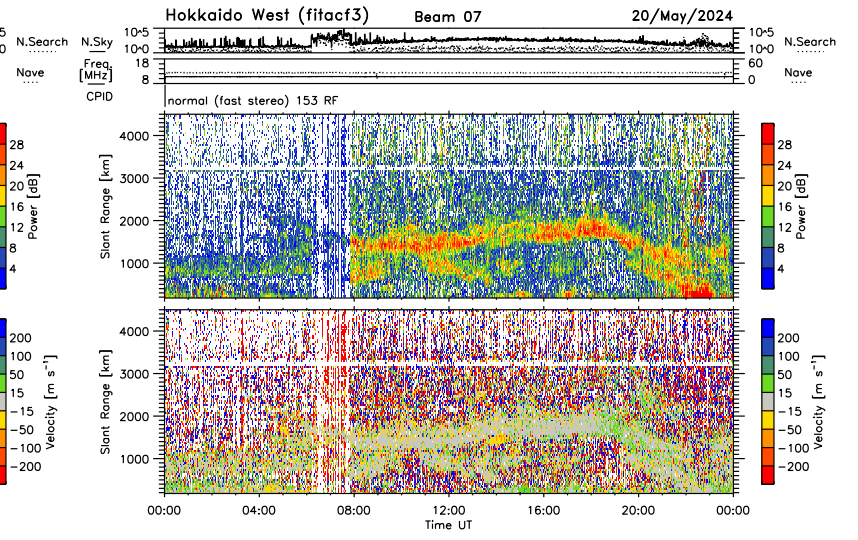 Hokkaido West (fitacf3) Beam 07 20/May/2024
5 N.Search N.Sky 10^5 10^5 N.Search
0 10^0 10^0
Nave Freq. 18 60 Nave
[MHz] 8 0
CPID normal (fast stereo) 153 RF
28 24 20 16 12 8 4
Power [dB]
Slant Range [km]
4000
3000
2000
1000
28 24 20 16 12 8 4
Power [dB]
200 100 50 15 -15 -50 -100 -200
Velocity [m s⁻¹]
Slant Range [km]
4000
3000
2000
1000
200 100 50 15 -15 -50 -100 -200
Velocity [m s⁻¹]
00:00 04:00 08:00 12:00 16:00 20:00 00:00
Time UT